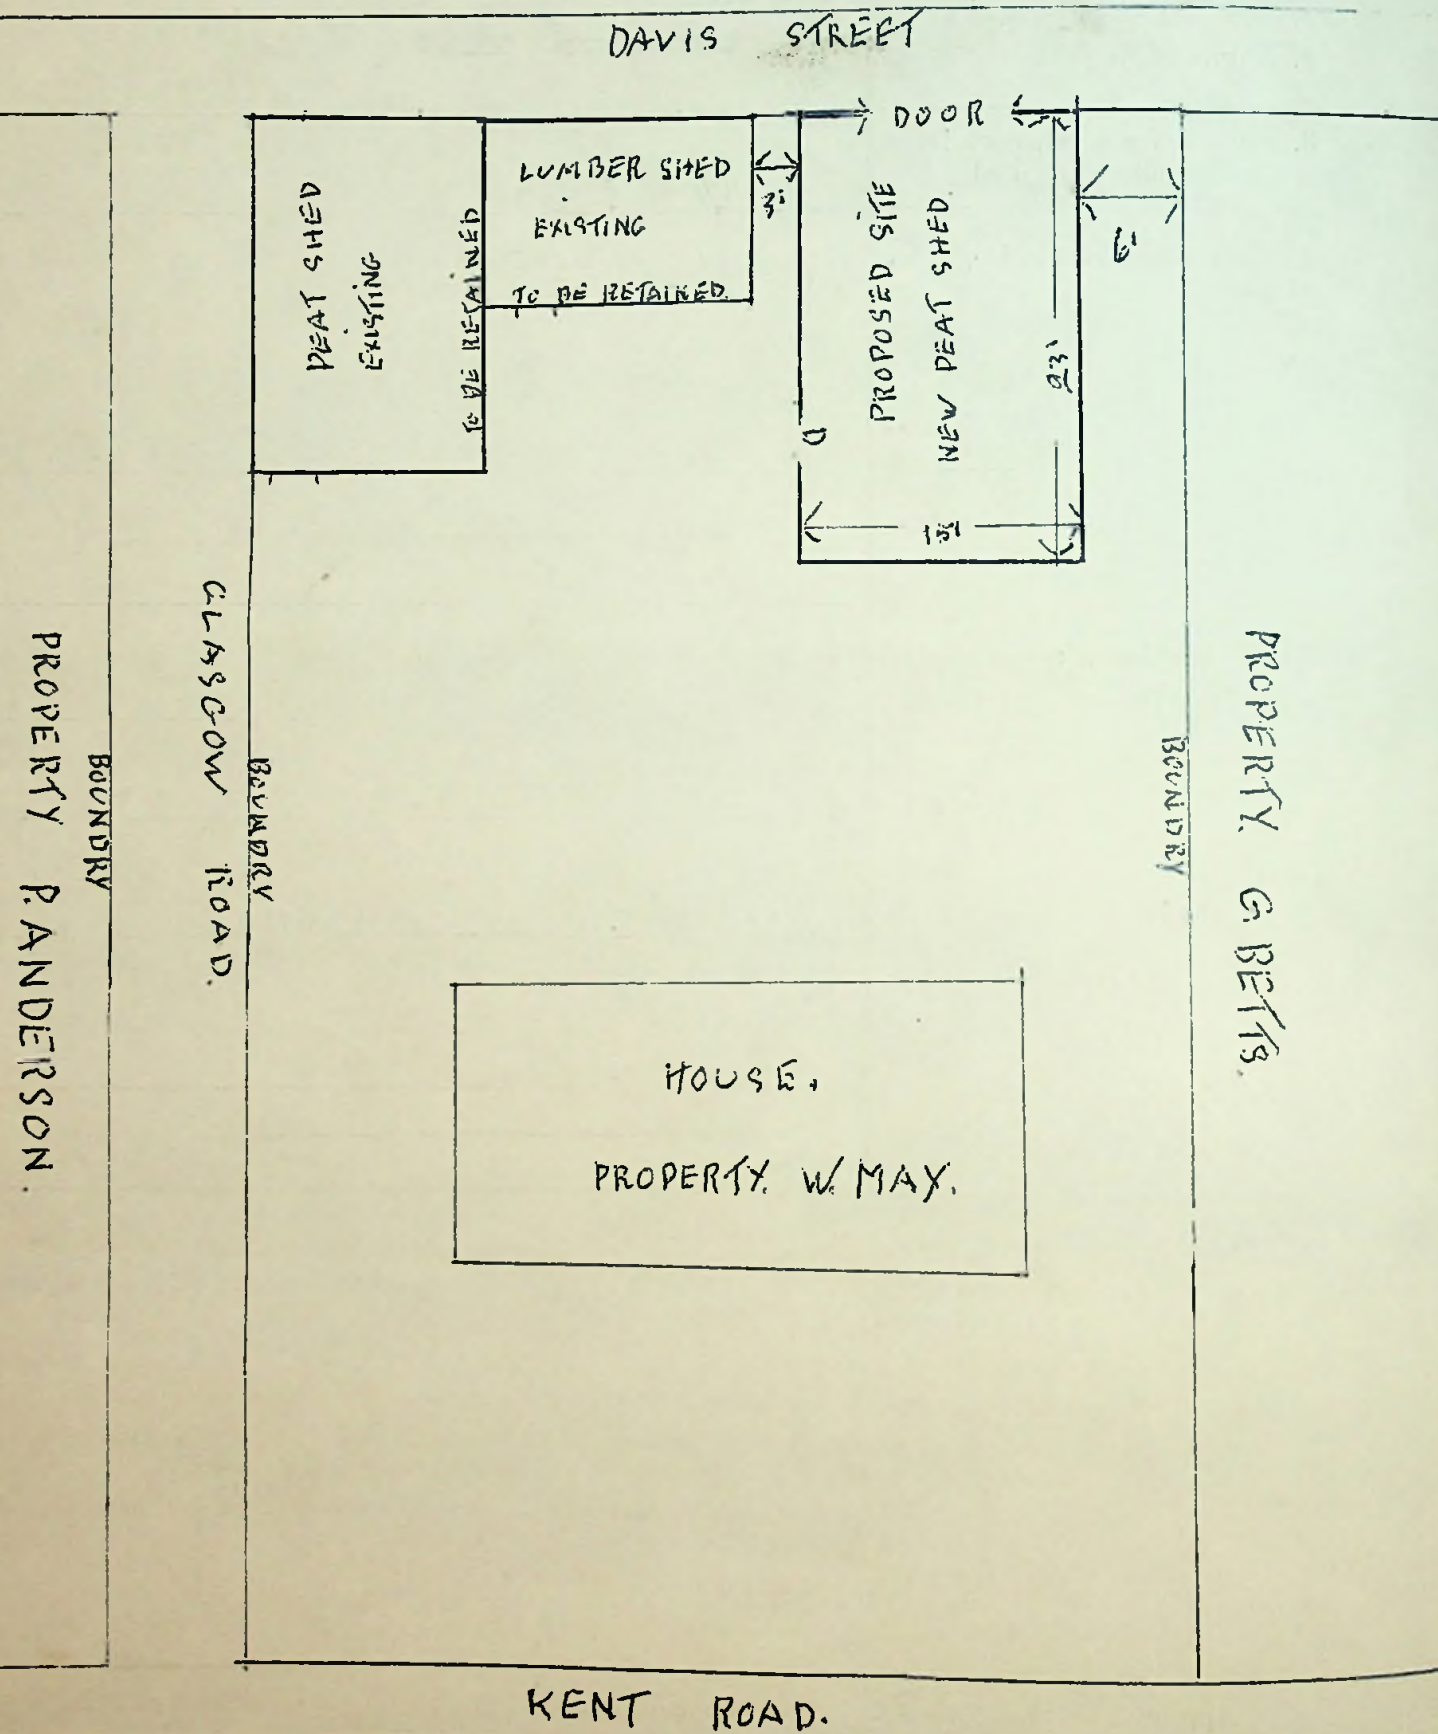 DAVIS STREET
DOOR
PEAT SHED
EXISTING
TO BE RETAINED
LUMBER SHED
EXISTING
TO BE RETAINED.
3'
PROPOSED SITE
NEW PEAT SHED
23'
D
6'
GLASGOW ROAD.
BOUNDRY
BOUNDRY
PROPERTY P. ANDERSON.
BOUNDRY
PROPERTY. G. BETTS.
HOUSE.
PROPERTY. W. MAY.
KENT ROAD.